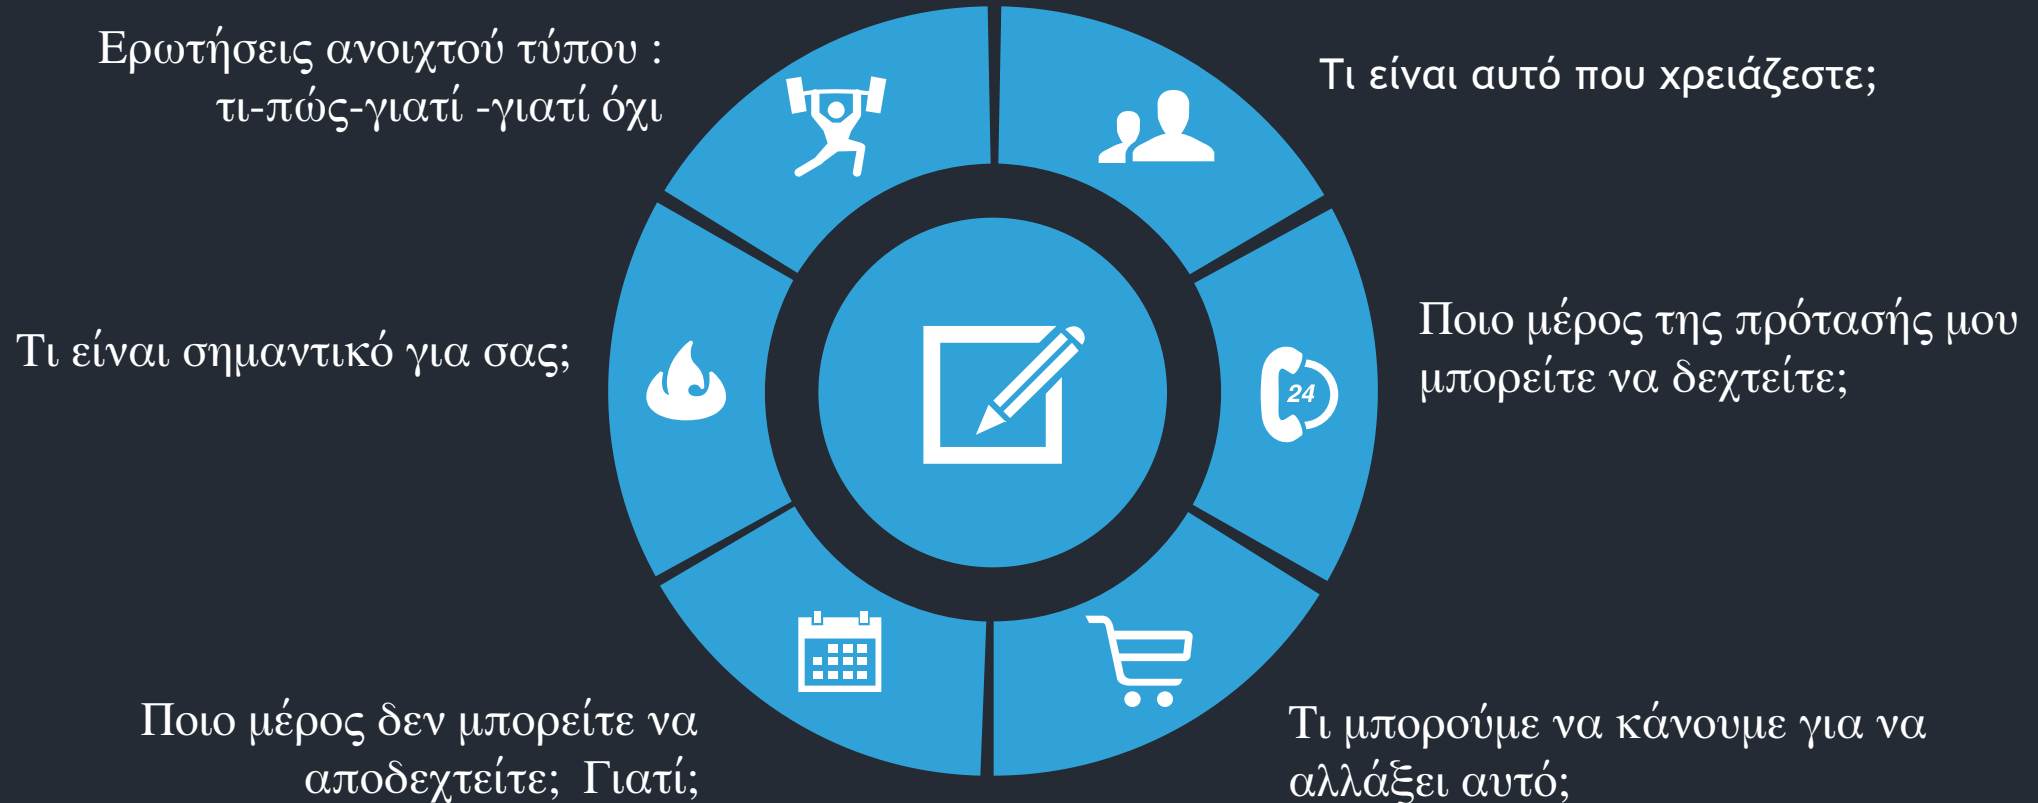 Ερωτήσεις ανοιχτού τύπου :
τι-πώς-γιατί -γιατί όχι
Τι είναι αυτό που χρειάζεστε;
Τι είναι σημαντικό για σας;
Ποιο μέρος της πρότασής μου
μπορείτε να δεχτείτε;
24
Ποιο μέρος δεν μπορείτε να
αποδεχτείτε; Γιατί;
Τι μπορούμε να κάνουμε για να
αλλάξει αυτό;